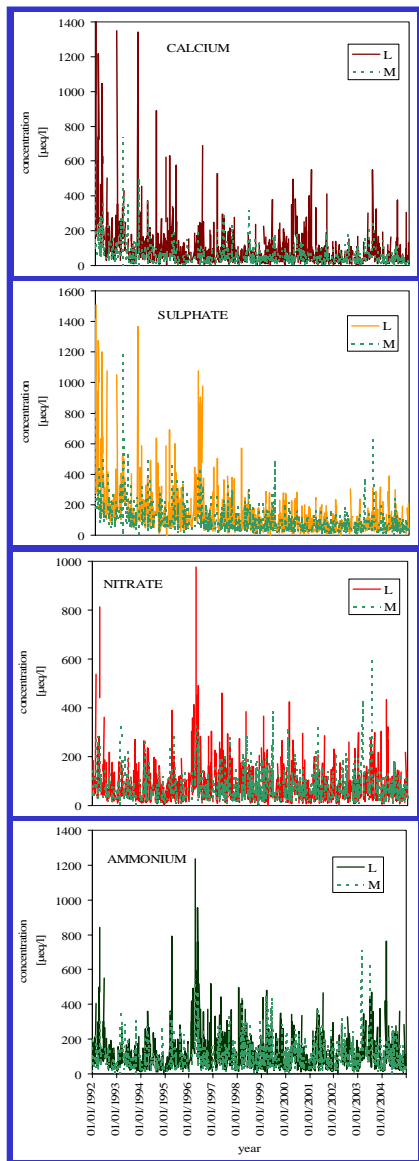 CALCIUM
L
M
concentration
[µeq/l]
1400
1200
1000
800
600
400
200
0
SULPHATE
L
M
concentration
[µeq/l]
1600
1400
1200
1000
800
600
400
200
0
NITRATE
L
M
concentration
[µeq/l]
1000
800
600
400
200
0
AMMONIUM
L
M
concentration
[µeq/l]
1400
1200
1000
800
600
400
200
0
01/01/1992
01/01/1993
01/01/1994
01/01/1995
01/01/1996
01/01/1997
01/01/1998
01/01/1999
01/01/2000
01/01/2001
01/01/2002
01/01/2003
01/01/2004
year